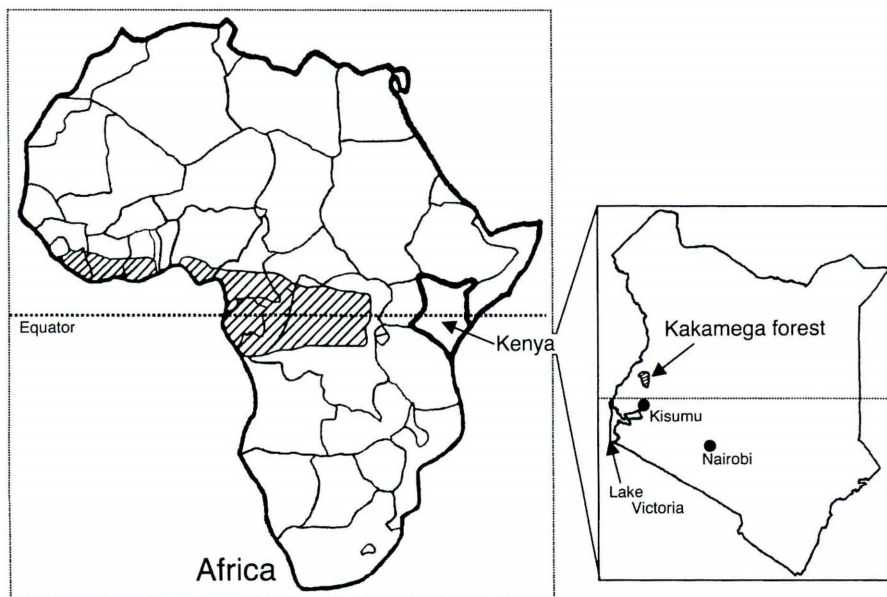 Equator
Kenya
Africa
Kakamega forest
Kisumu
Nairobi
Lake
Victoria